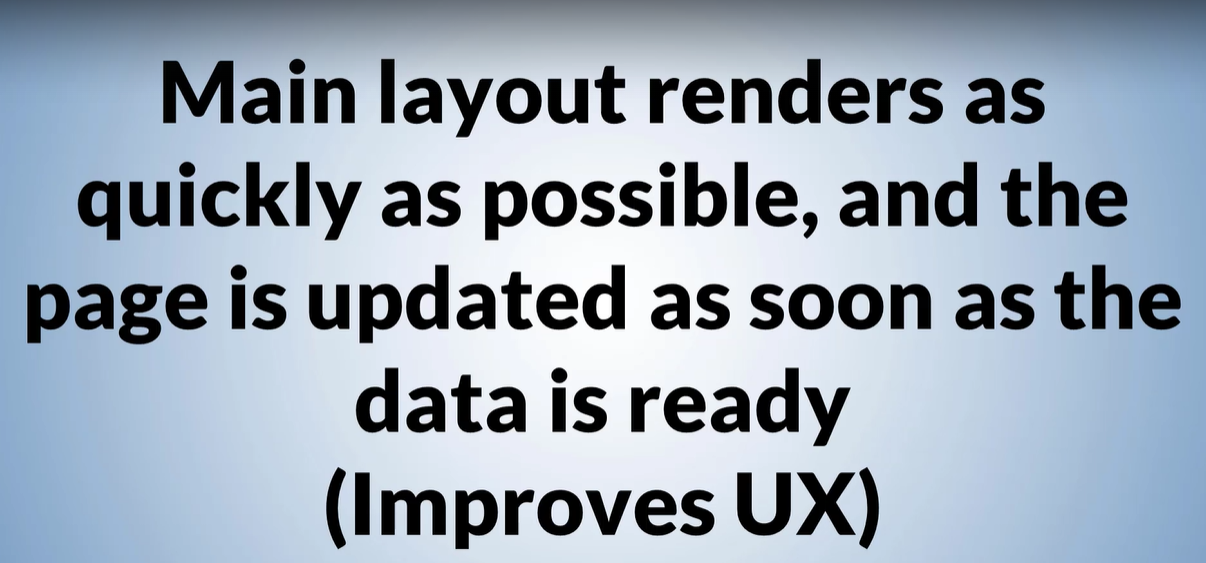 Main layout renders as
quickly as possible, and the
page is updated as soon as the
data is ready
(Improves UX)